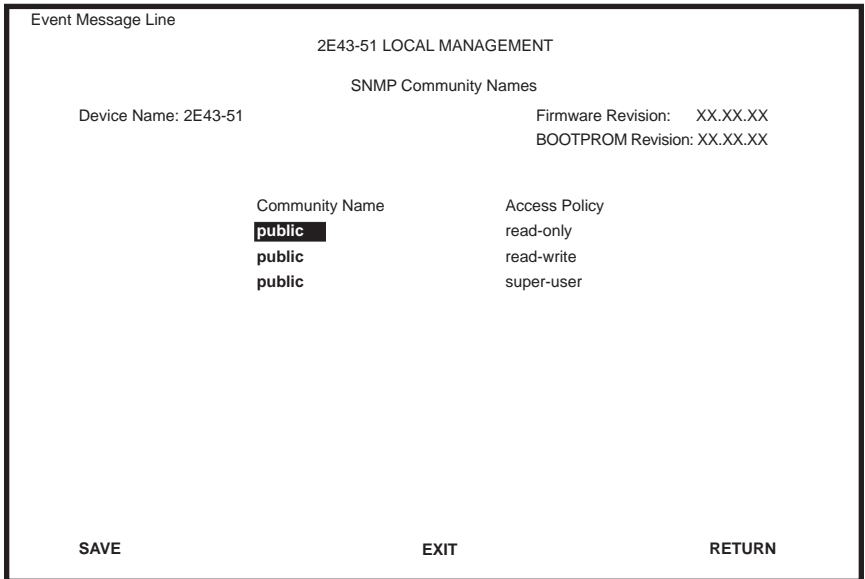 Event Message Line
2E43-51 LOCAL MANAGEMENT
SNMP Community Names
Device Name: 2E43-51 Firmware Revision: XX.XX.XX
BOOTPROM Revision: XX.XX.XX
Community Name Access Policy
public read-only
public read-write
public super-user
SAVE EXIT RETURN